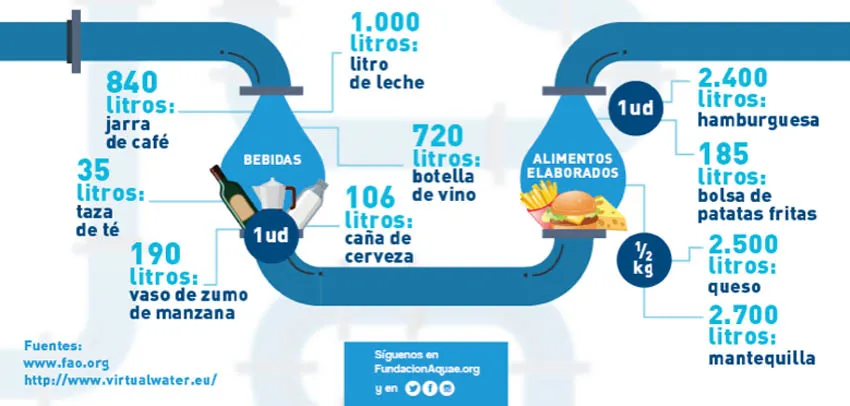 1.000
litros:
litro
de leche
840
litros:
jarra
de café
BEBIDAS
720
litros:
botella
de vino
35
litros:
taza
de té
106
litros:
caña de
cerveza
1ud
190
litros:
vaso de zumo
de manzana
ALIMENTOS
ELABORADOS
1ud
2.400
litros:
hamburguesa
185
litros:
bolsa de
patatas fritas
½
kg
2.500
litros:
queso
2.700
litros:
mantequilla
Fuentes:
www.fao.org
http://www.virtualwater.eu/
Síguenos en
FundacionAquae.org
y en